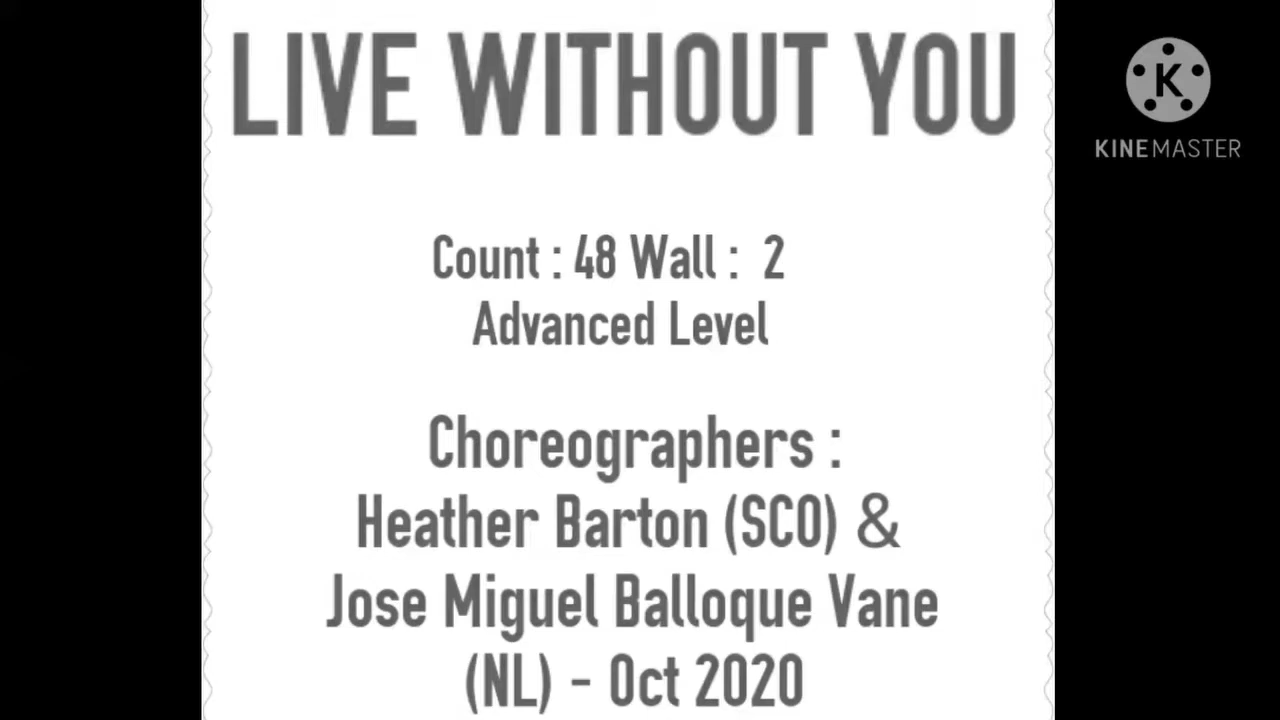 LIVE WITHOUT YOU
KINEMASTER
Count : 48 Wall :  2
Advanced Level
Choreographers :
Heather Barton (SCO) &
Jose Miguel Balloque Vane
(NL) - Oct 2020